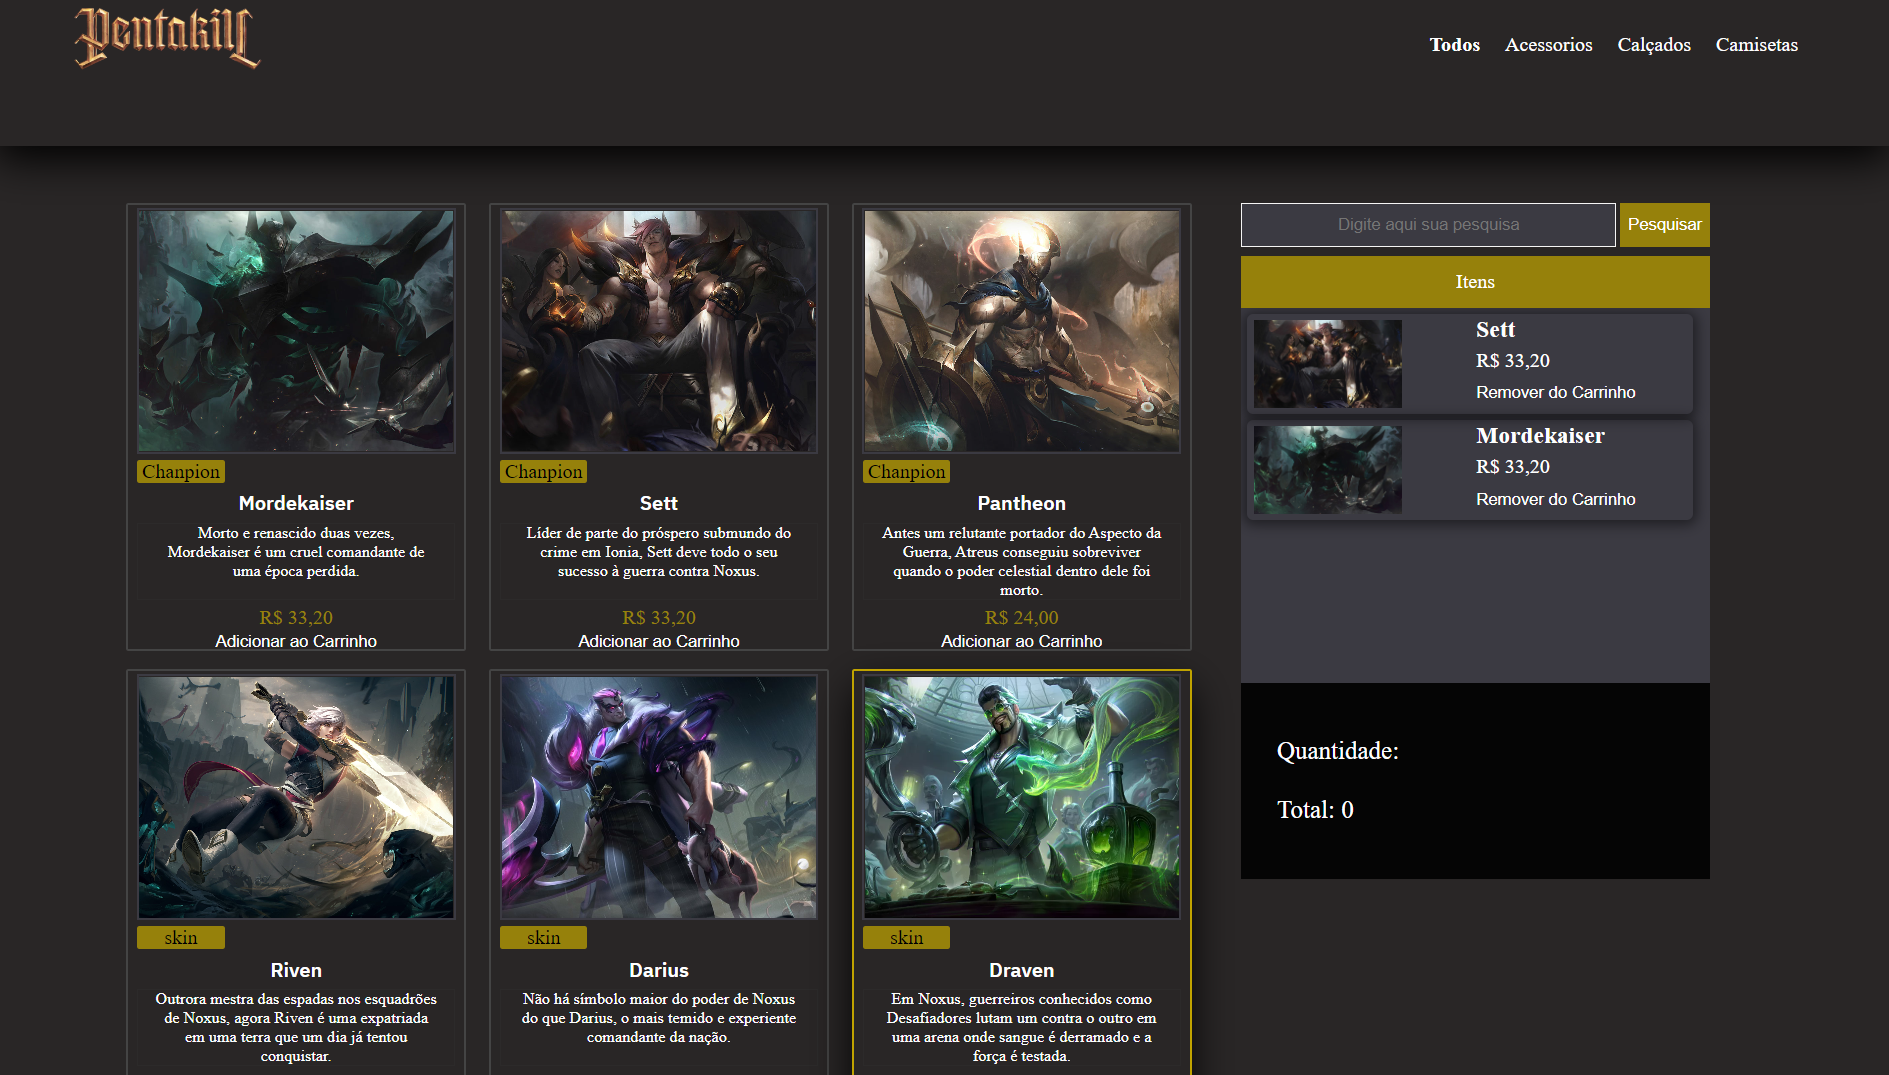 Pentakill
Todos Acessorios Calçados Camisetas
Chanpion
Mordekaiser
Morto e renascido duas vezes,
Mordekaiser é um cruel comandante de
uma época perdida.
R$ 33,20
Adicionar ao Carrinho
Chanpion
Sett
Líder de parte do próspero submundo do
crime em Ionia, Sett deve todo o seu
sucesso à guerra contra Noxus.
R$ 33,20
Adicionar ao Carrinho
Chanpion
Pantheon
Antes um relutante portador do Aspecto da
Guerra, Atreus conseguiu sobreviver
quando o poder celestial dentro dele foi
morto.
R$ 24,00
Adicionar ao Carrinho
skin
Riven
Outrora mestra das espadas nos esquadrões
de Noxus, agora Riven é uma expatriada
em uma terra que um dia já tentou
conquistar.
skin
Darius
Não há símbolo maior do poder de Noxus
do que Darius, o mais temido e experiente
comandante da nação.
skin
Draven
Em Noxus, guerreiros conhecidos como
Desafiadores lutam um contra o outro em
uma arena onde sangue é derramado e a
força é testada.
Digite aqui sua pesquisa Pesquisar
Itens
Sett
R$ 33,20
Remover do Carrinho
Mordekaiser
R$ 33,20
Remover do Carrinho
Quantidade:
Total: 0